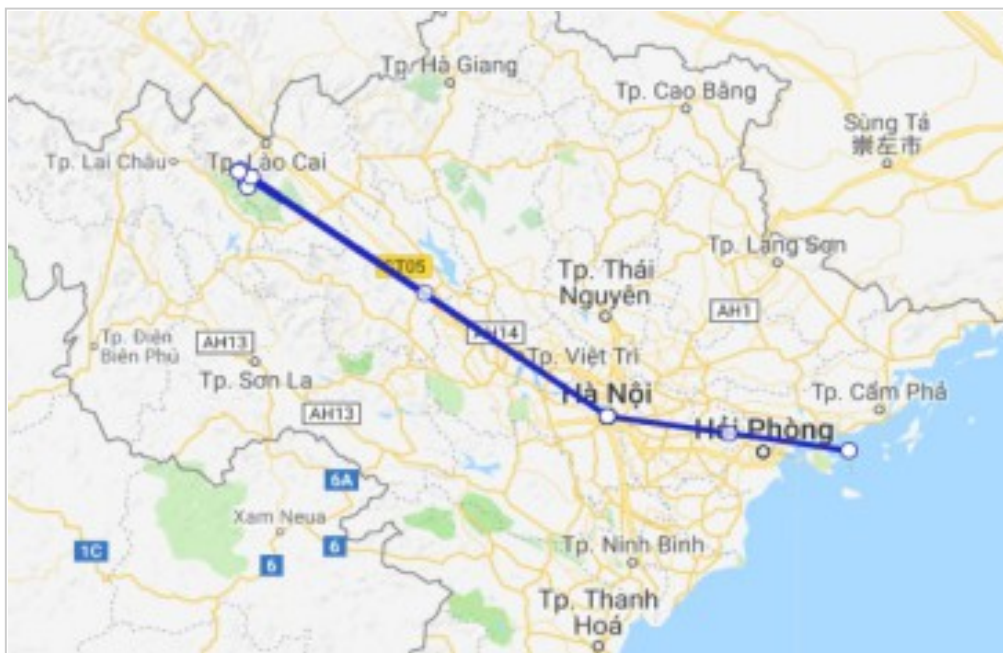 Tp. Hà Giang
Tp. Cao Bằng
Sùng Tả
崇左市
Tp. Lai Châu
Tp. Lào Cai
Tp. Lạng Sơn
CT05
Tp. Thái
Nguyên
AH1
AH14
Tp. Điện
Biên Phủ
AH13
Tp. Việt Trì
Tp. Sơn La
Hà Nội
Tp. Cẩm Phả
AH13
Hải Phòng
6A
Xam Neua
1C
6
6
Tp. Ninh Bình
Tp. Thanh
Hoá